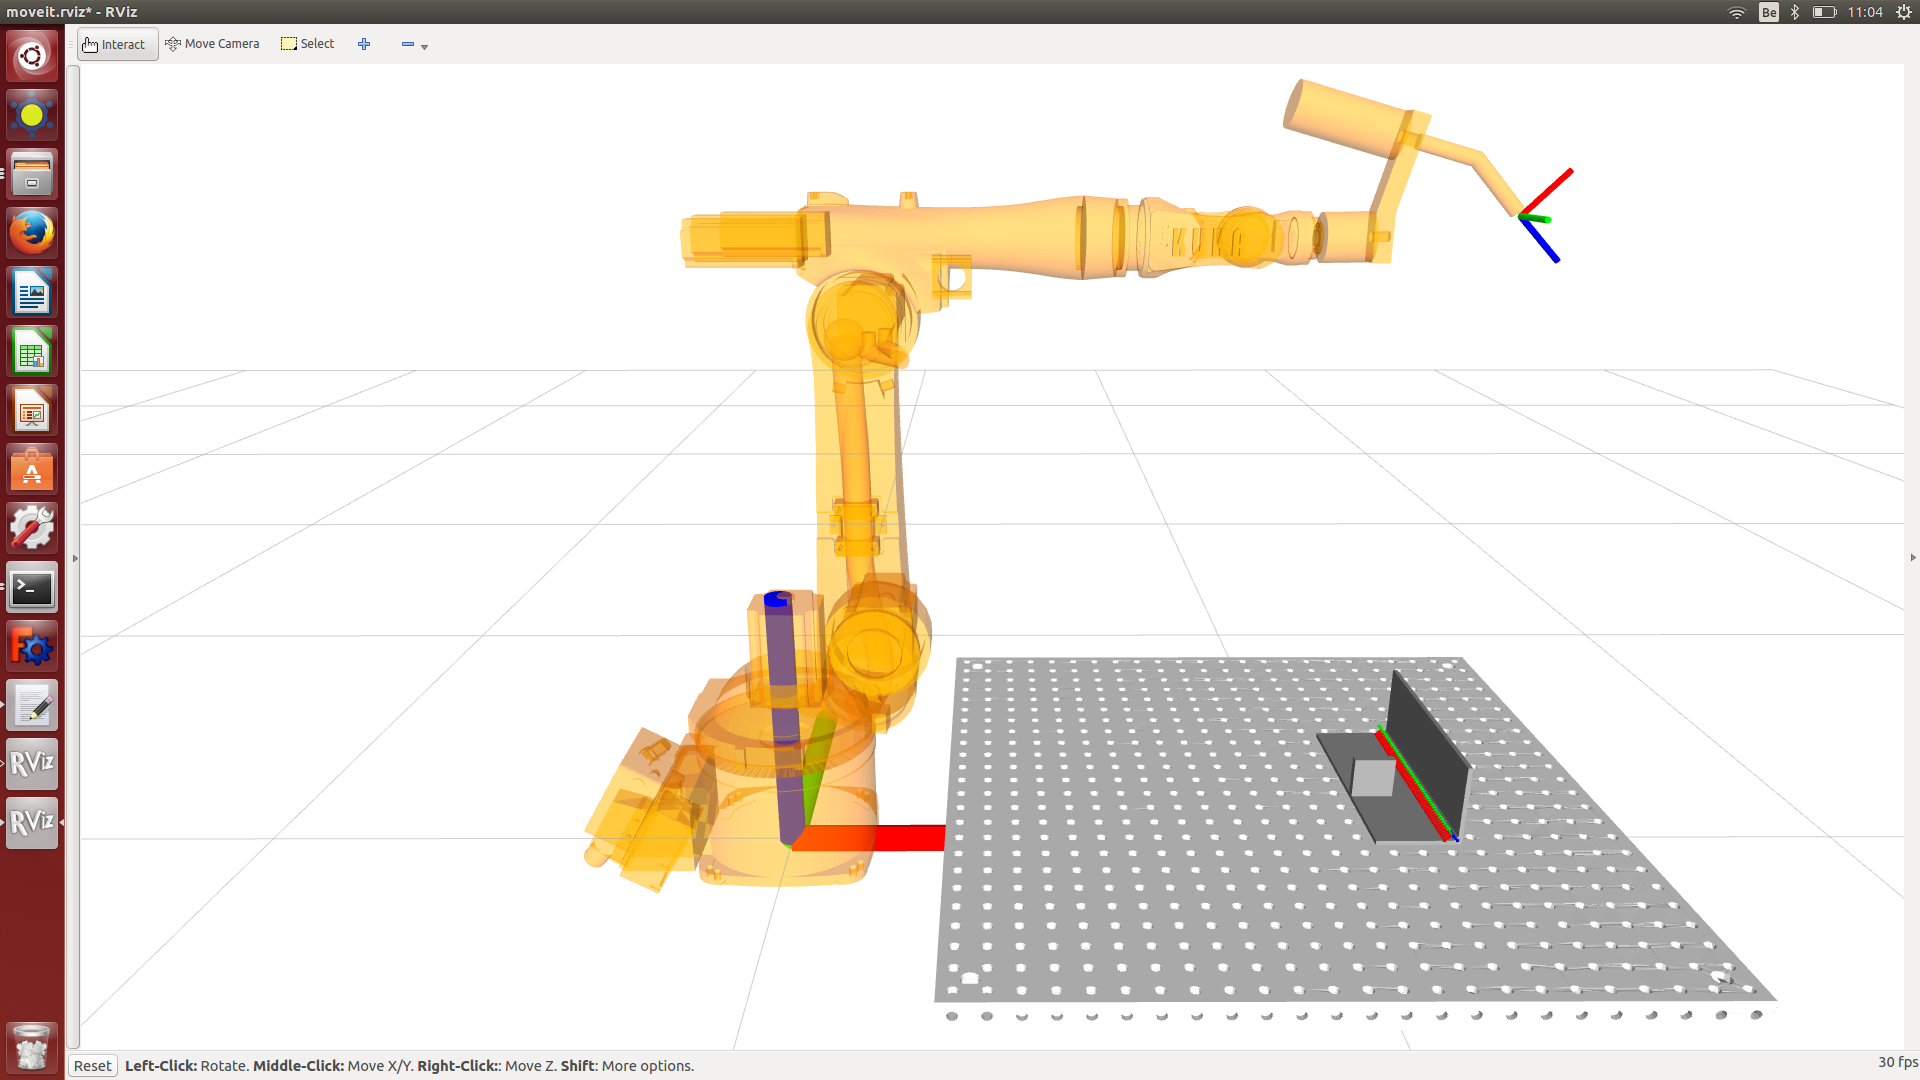 moveit.rviz* - RViz
Be 11:04
Interact Move Camera Select
KUKA
RViz
RViz
Reset Left-Click: Rotate. Middle-Click: Move X/Y. Right-Click:: Move Z. Shift: More options.
30 fps